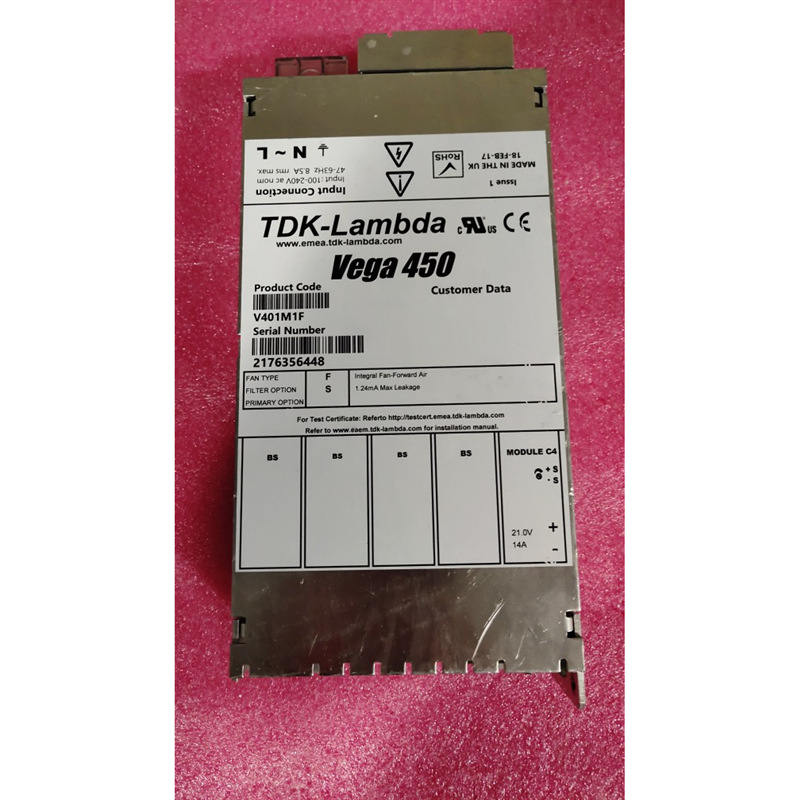 Input Connection
Input : 100-240V ac nom
47-63Hz 8.5A rms max.
N ~ L
Issue 1
MADE IN THE UK
18-FEB-17
RoHS
TDK-Lambda
c RU us CE
www.emea.tdk-lambda.com
Vega 450
Product Code
Customer Data
V401M1F
Serial Number
2176356448
FAN TYPE F Integral Fan-Forward Air
FILTER OPTION S 1.24mA Max Leakage
PRIMARY OPTION
For Test Certificate: Referto http://testcert.emea.tdk-lambda.com
Refer to www.eaem.tdk-lambda.com for installation manual.
BS BS BS BS MODULE C4
+ S
- S
21.0V +
14A -